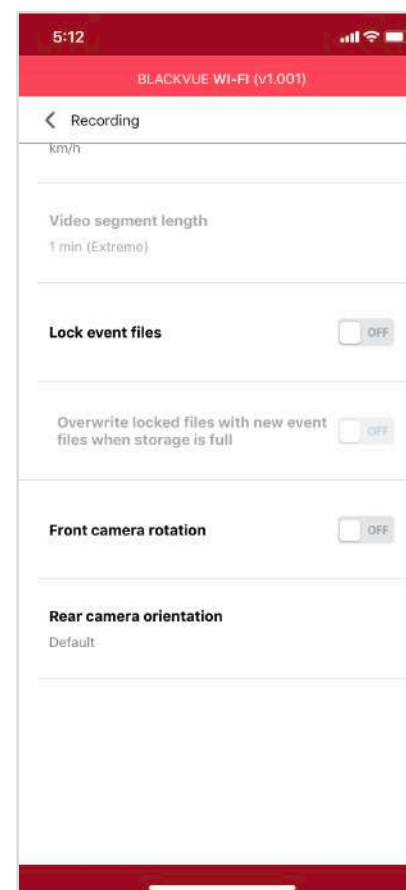 5:12
BLACKVUE WI-FI (v1.001)
Recording
km/h
Video segment length
1 min (Extreme)
Lock event files
OFF
Overwrite locked files with new event
files when storage is full
OFF
Front camera rotation
OFF
Rear camera orientation
Default